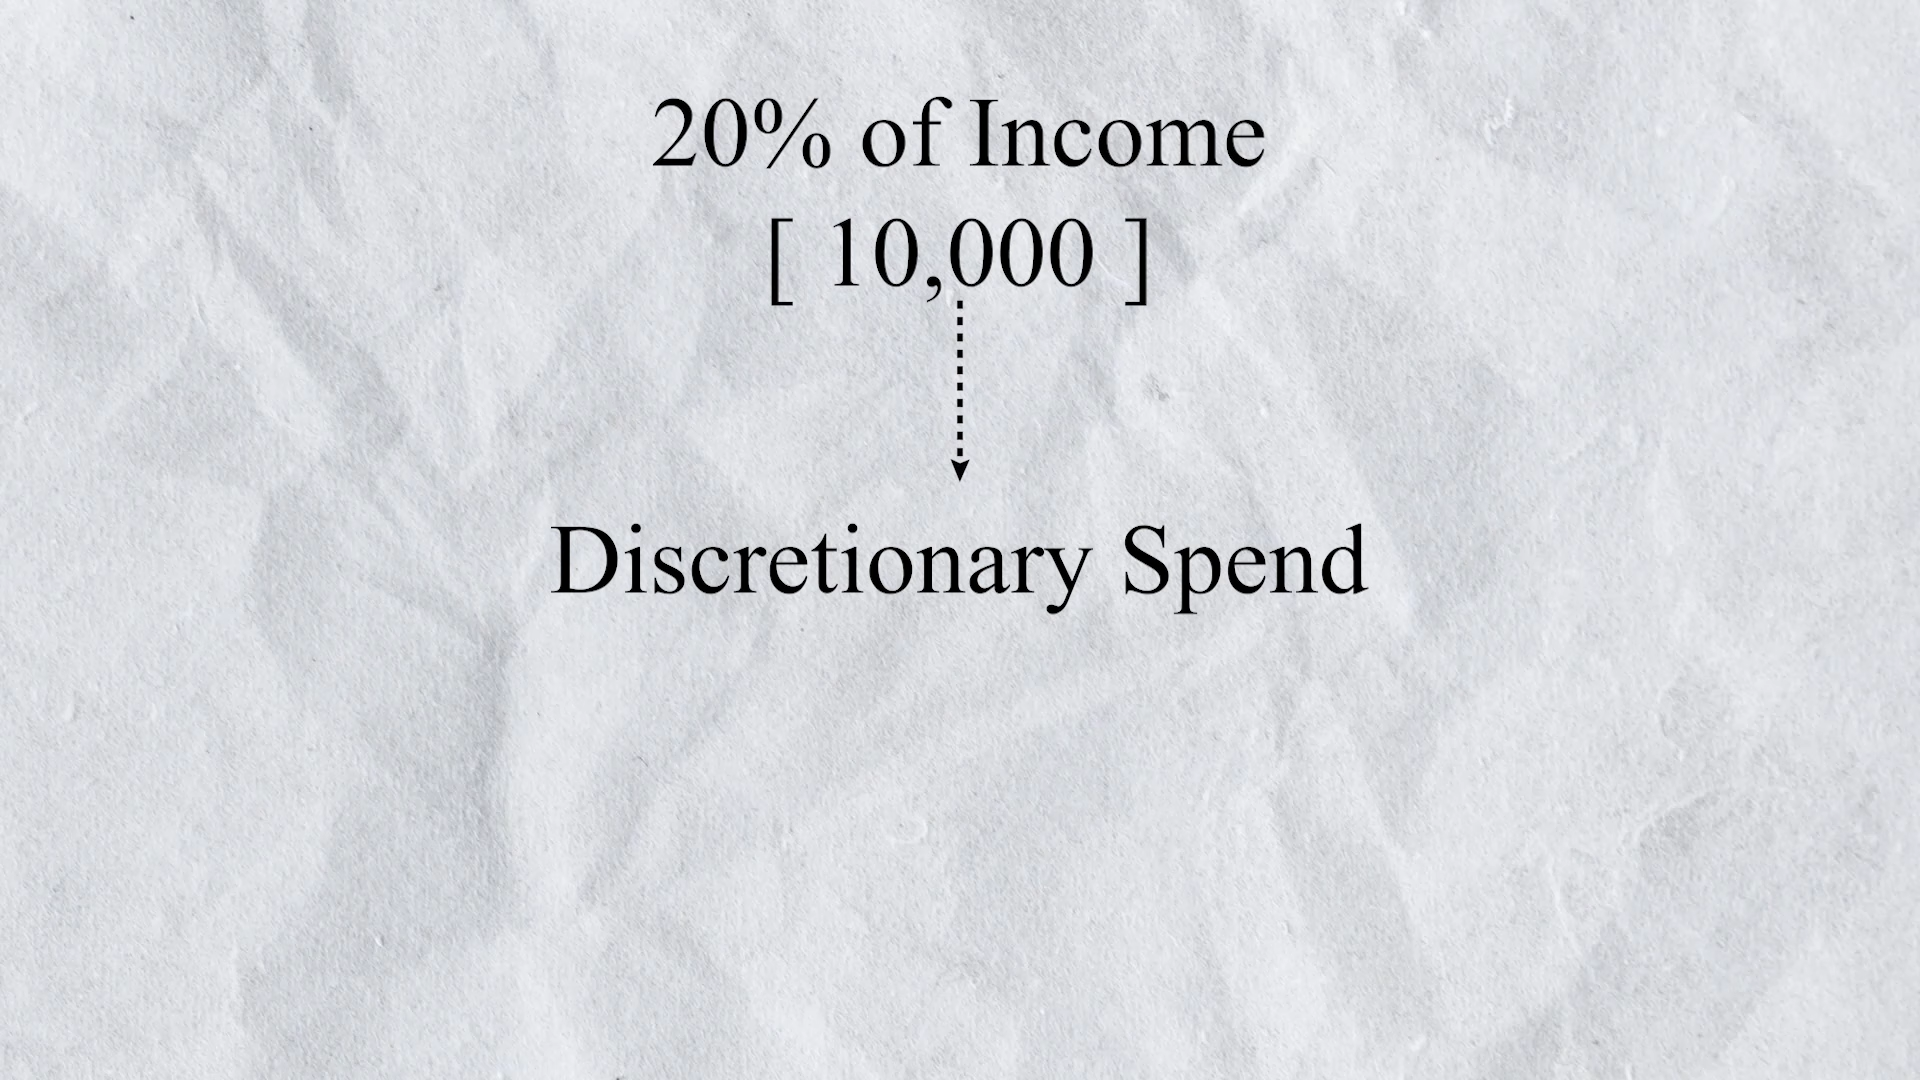 20% of Income
[ 10,000 ]
Discretionary Spend